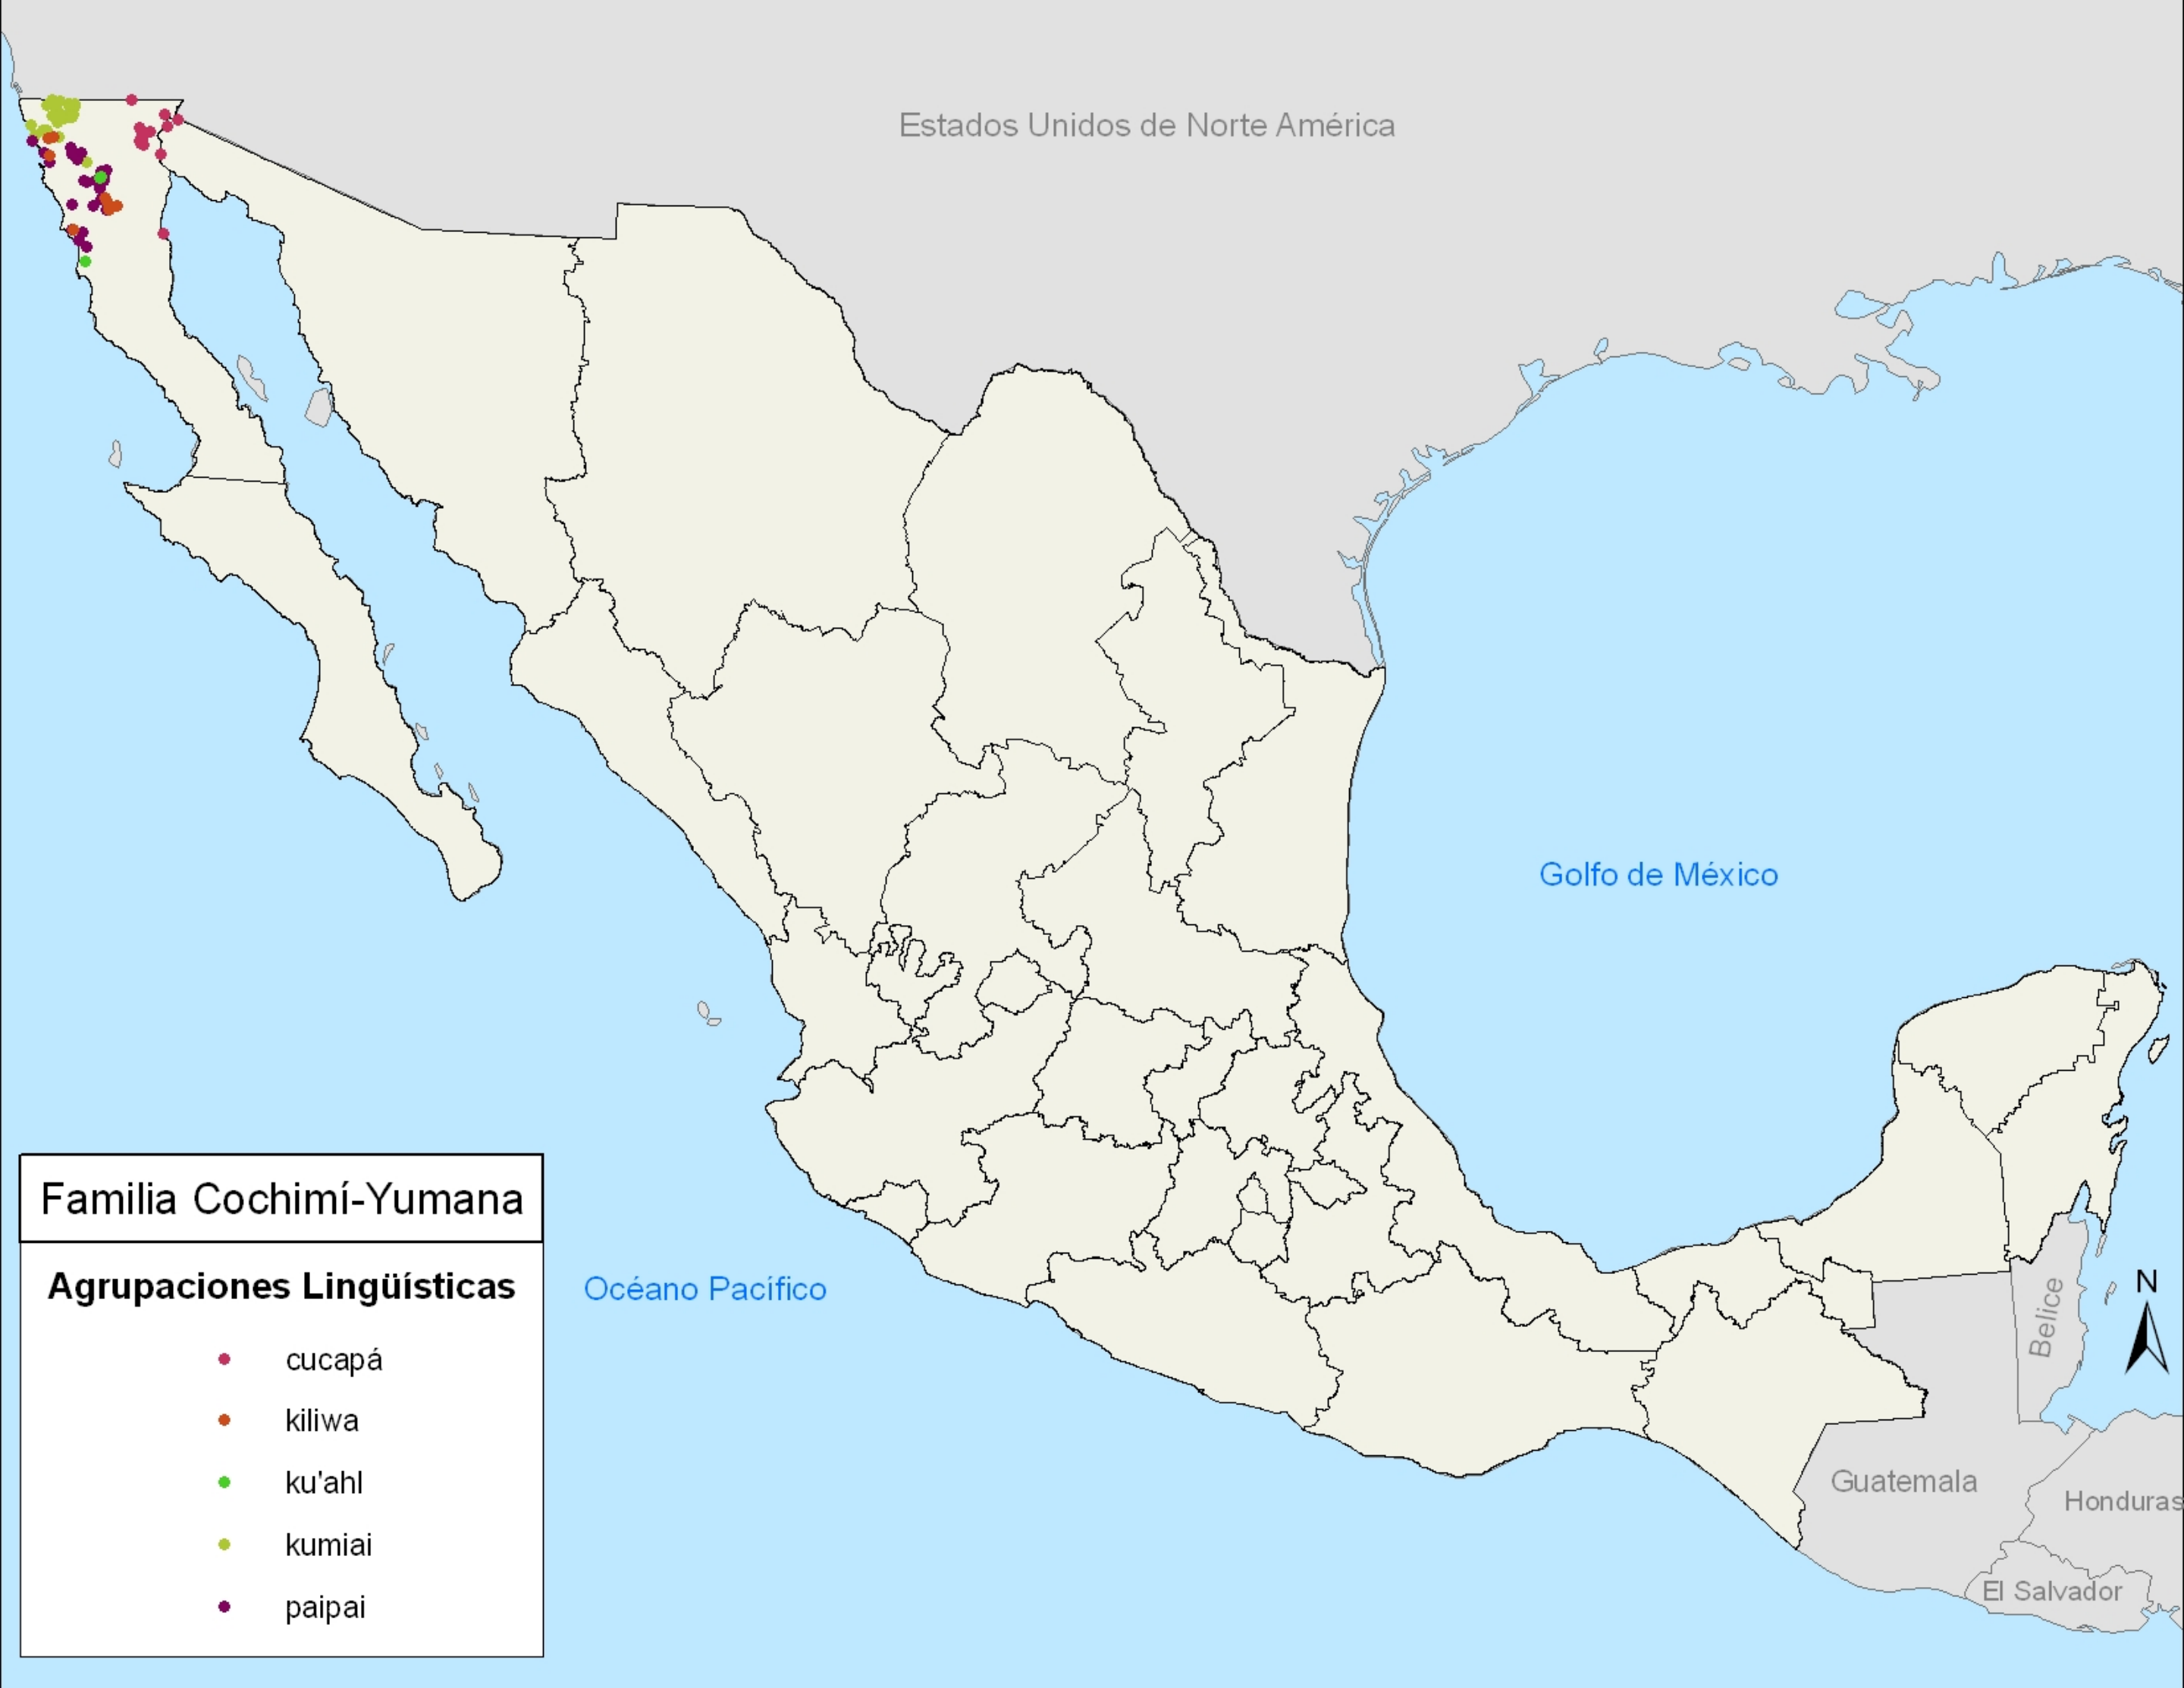 Estados Unidos de Norte América
Golfo de México
Familia Cochimí-Yumana
Agrupaciones Lingüísticas
cucapá
kiliwa
ku'ahl
kumiai
paipai
Océano Pacífico
N
Belice
Guatemala
Honduras
El Salvador